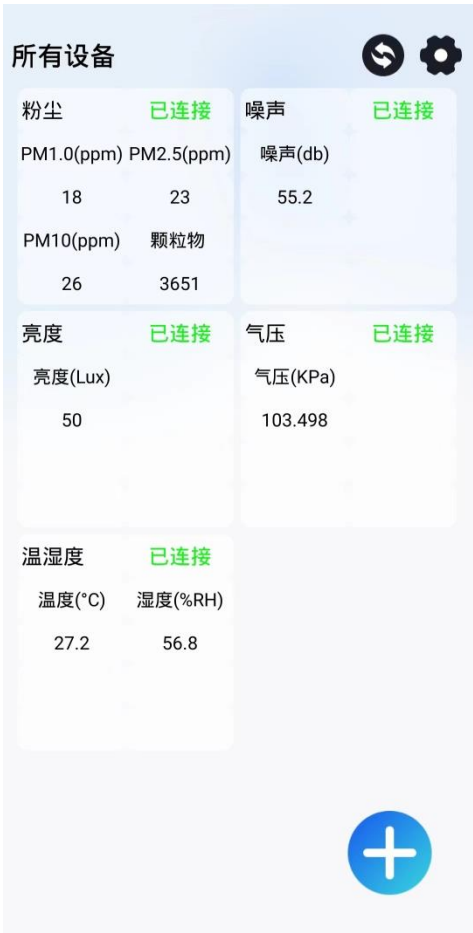 所有设备
粉尘 已连接
PM1.0(ppm) PM2.5(ppm)
18 23
PM10(ppm) 颗粒物
26 3651
噪声 已连接
噪声(db)
55.2
亮度 已连接
亮度(Lux)
50
气压 已连接
气压(KPa)
103.498
温湿度 已连接
温度(°C) 湿度(%RH)
27.2 56.8